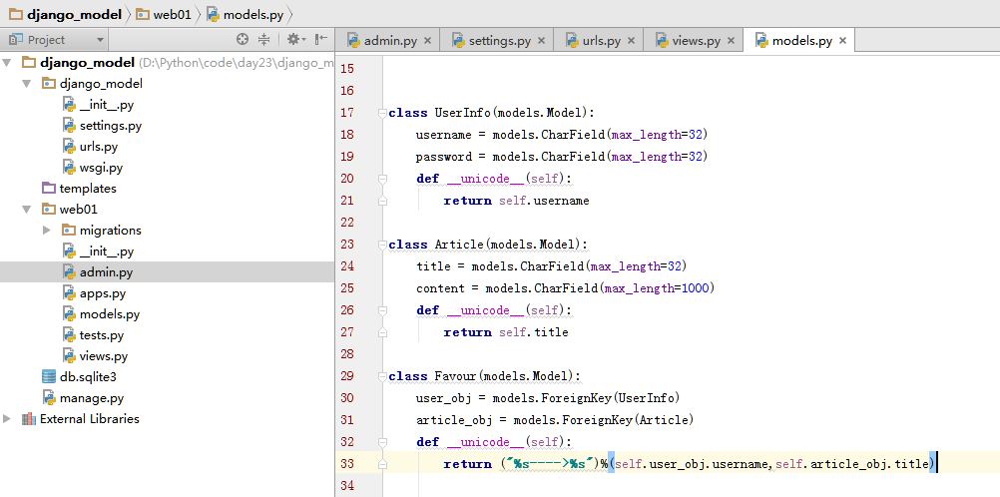 django_model web01 models.py
Project
admin.py settings.py urls.py views.py models.py
django_model (D:\Python\code\day23\django_m
django_model
__init__.py
settings.py
urls.py
wsgi.py
templates
web01
migrations
__init__.py
admin.py
apps.py
models.py
tests.py
views.py
db.sqlite3
manage.py
External Libraries
15
16
17 class UserInfo(models.Model):
18 username = models.CharField(max_length=32)
19 password = models.CharField(max_length=32)
20 def __unicode__(self):
21 return self.username
22
23 class Article(models.Model):
24 title = models.CharField(max_length=32)
25 content = models.CharField(max_length=1000)
26 def __unicode__(self):
27 return self.title
28
29 class Favour(models.Model):
30 user_obj = models.ForeignKey(UserInfo)
31 article_obj = models.ForeignKey(Article)
32 def __unicode__(self):
33 return ("%s---->%s")%(self.user_obj.username,self.article_obj.title)
34